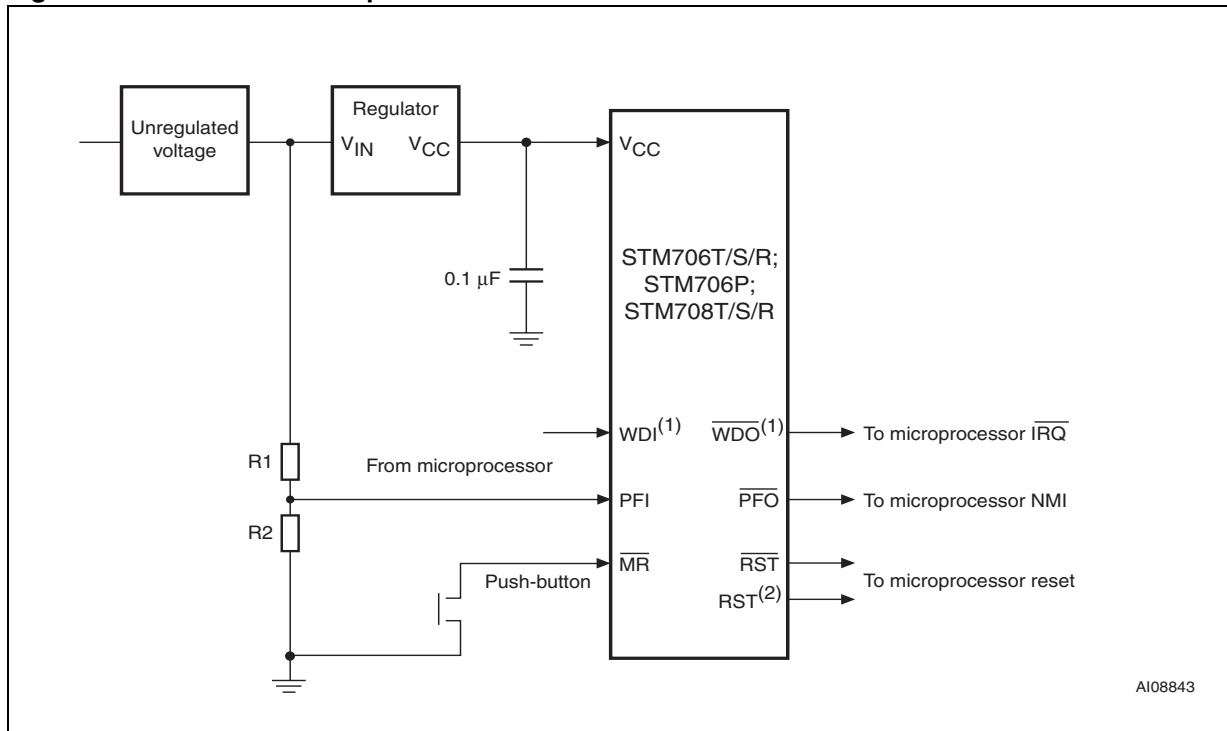 Unregulated
voltage
Regulator
VIN VCC
VCC
0.1 μF
STM706T/S/R;
STM706P;
STM708T/S/R
WDI(1) WDO(1) To microprocessor IRQ
R1 From microprocessor
PFI PFO To microprocessor NMI
R2
Push-button MR RST
To microprocessor reset
RST(2)
AI08843